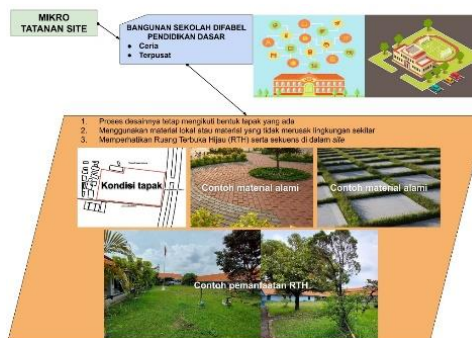 MIKRO
TATANAN SITE
BANGUNAN SEKOLAH DIFABEL
PENDIDIKAN DASAR
● Ceria
● Terpusat
1. Proses desainnya tetap mengikuti bentuk tapak yang ada
2. Menggunakan material lokal atau material yang tidak merusak lingkungan sekitar
3. Memperhatikan Ruang Terbuka Hijau (RTH) serta sekuens di dalam site
Kondisi tapak
Contoh material alami
Contoh material alami
Contoh pemanfaatan RTH